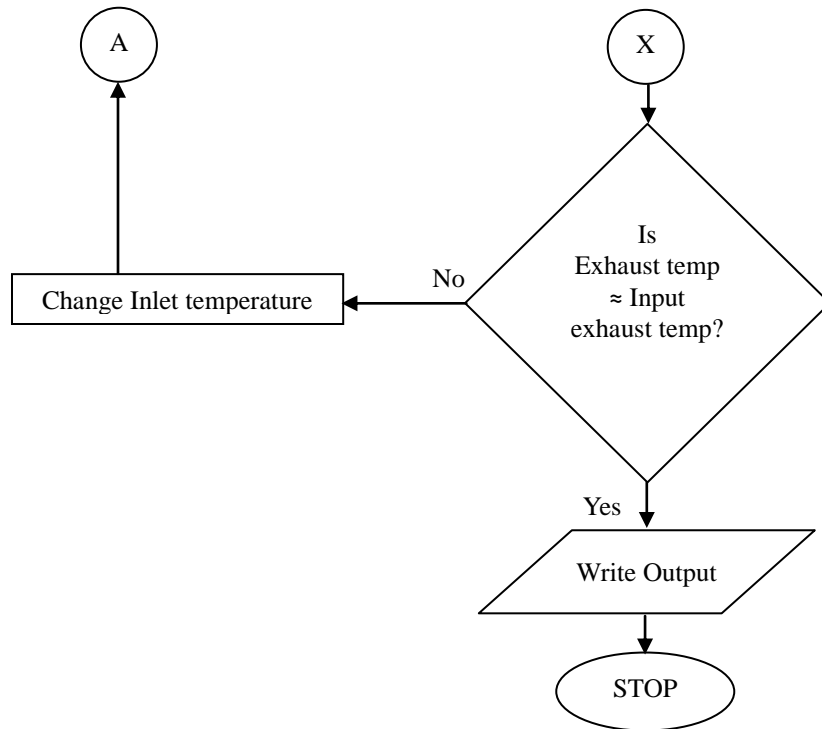 A
X
Is
Exhaust temp
≈ Input
exhaust temp?
No
Change Inlet temperature
Yes
Write Output
STOP